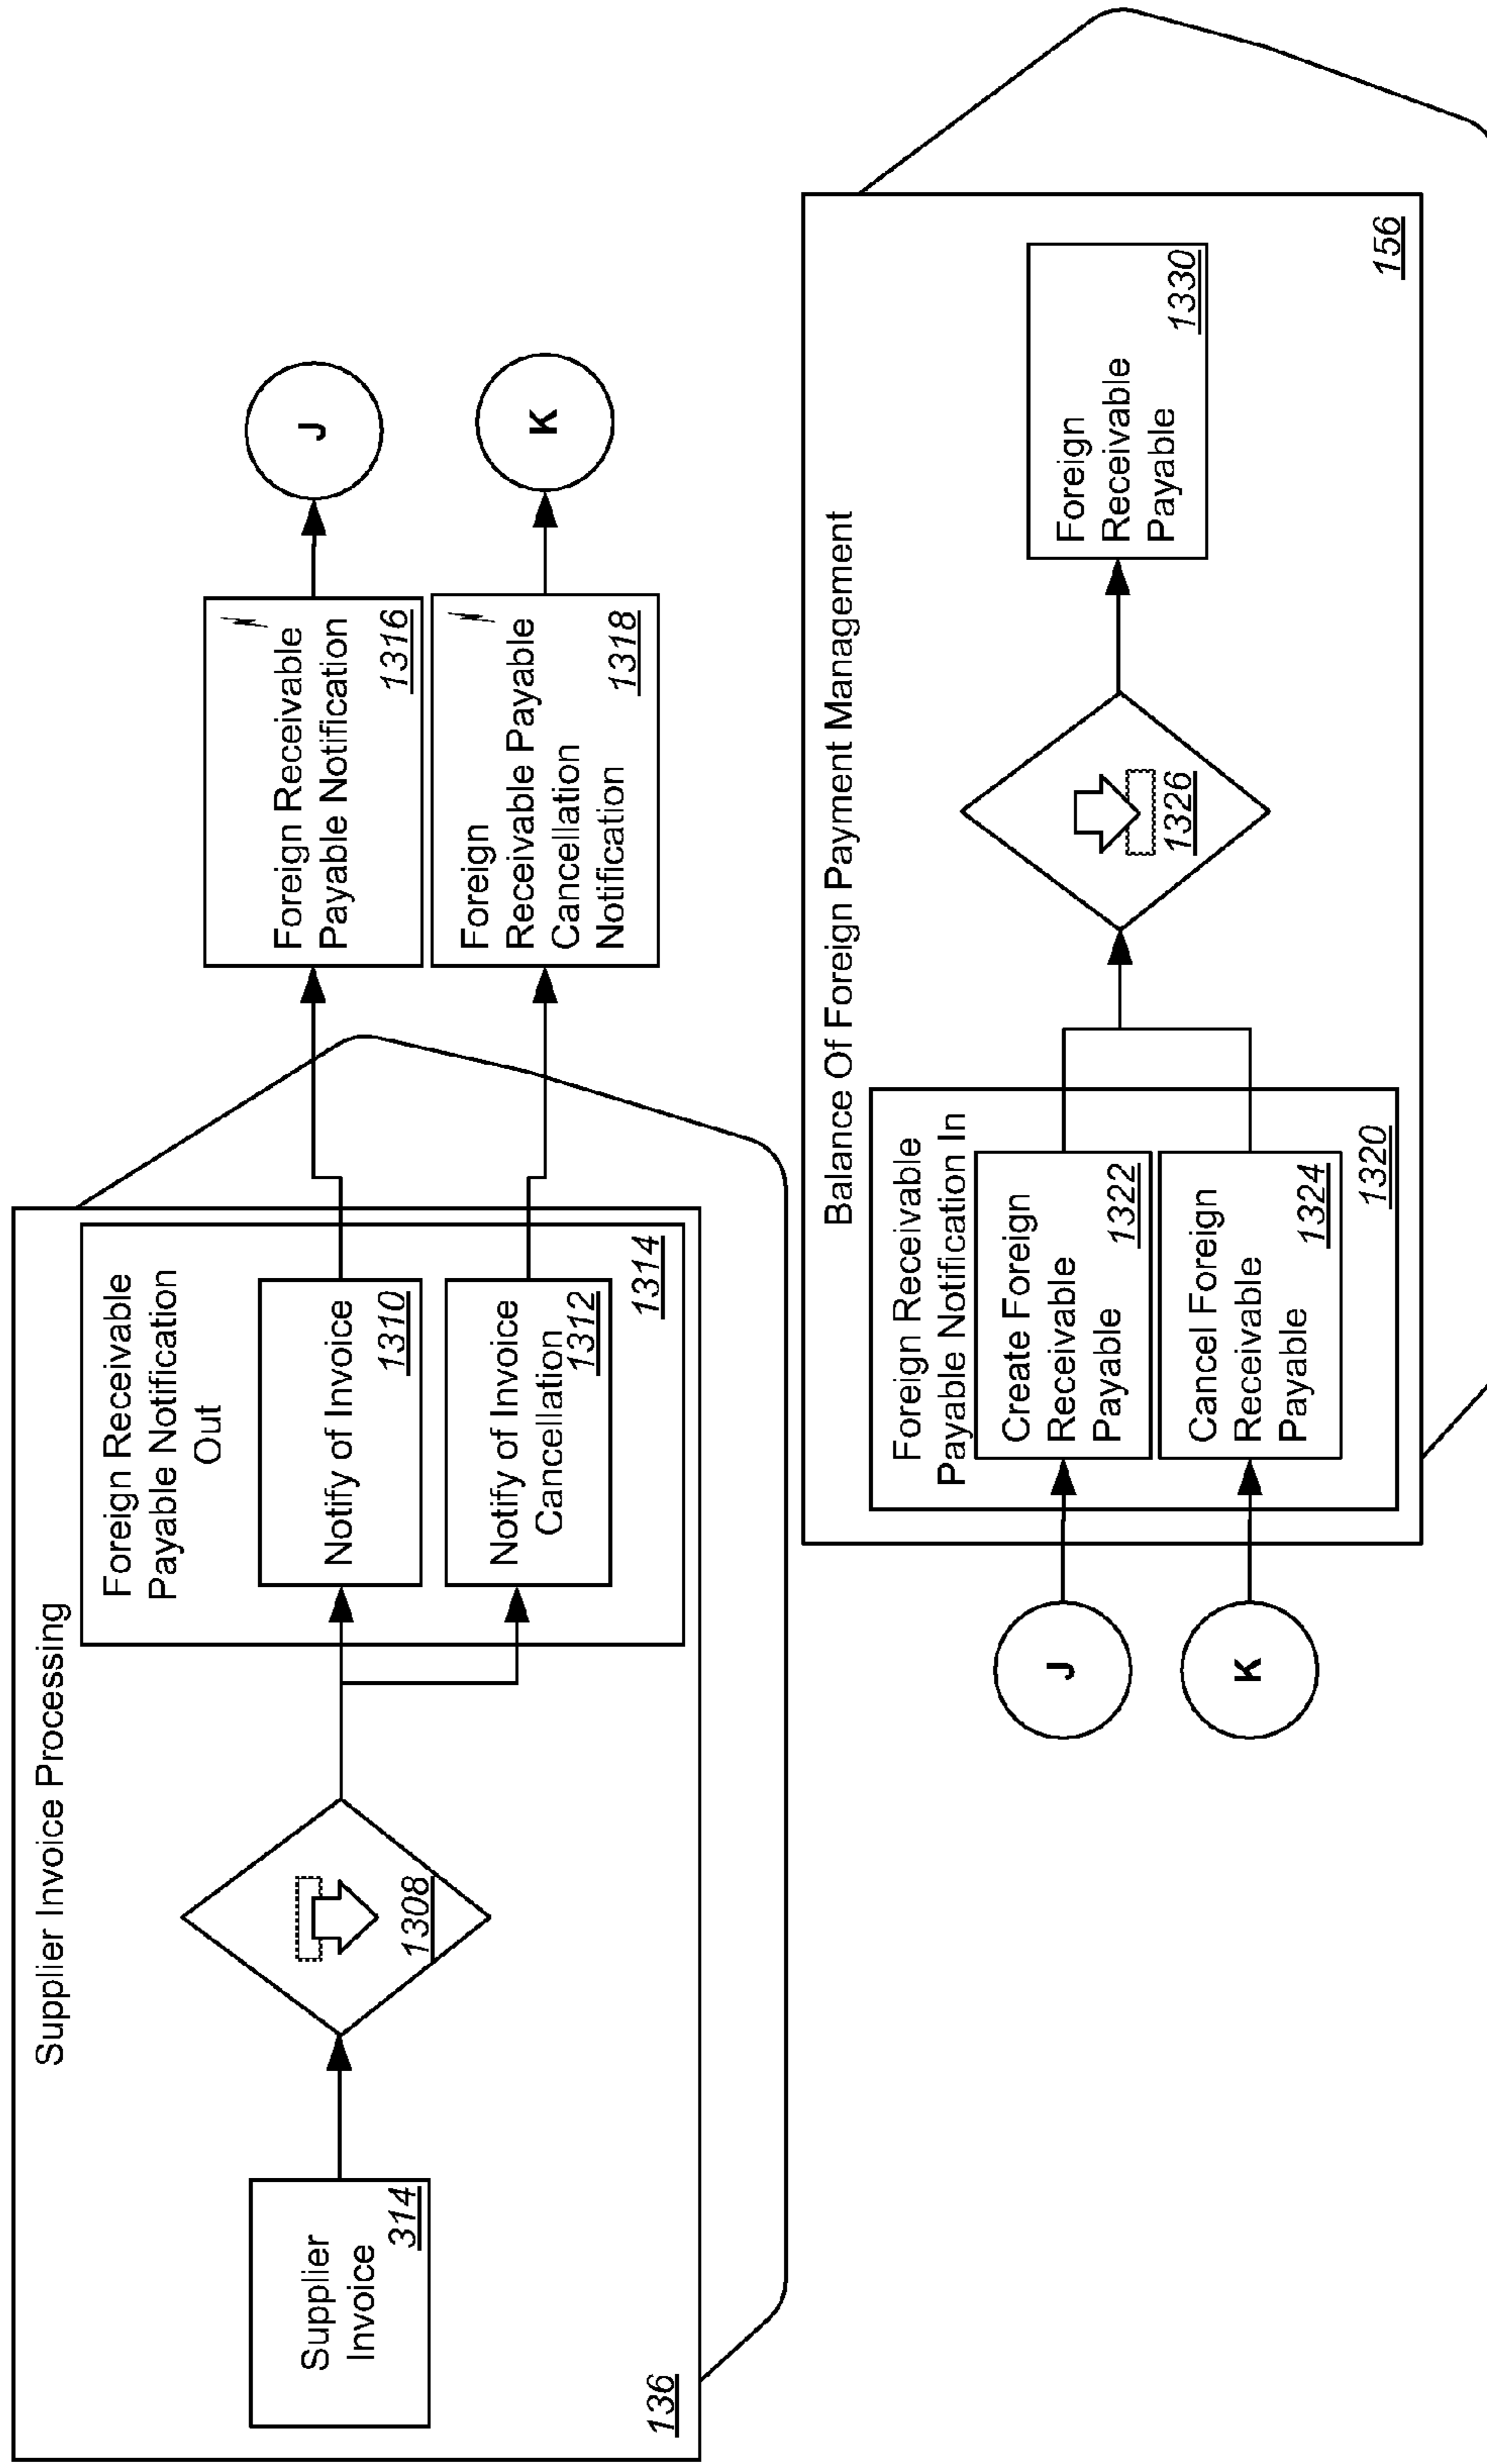 Supplier Invoice Processing
Supplier
Invoice
314
1308
Foreign Receivable
Payable Notification
Out
Notify of Invoice
1310
Notify of Invoice
Cancellation
1312
1314
136
Foreign Receivable
Payable Notification
1316
Foreign
Receivable Payable
Cancellation
Notification
1318
J
K
Balance Of Foreign Payment Management
J
K
Foreign Receivable
Payable Notification In
Create Foreign
Receivable
Payable
1322
Cancel Foreign
Receivable
Payable
1324
1320
1326
Foreign
Receivable
Payable
1330
156